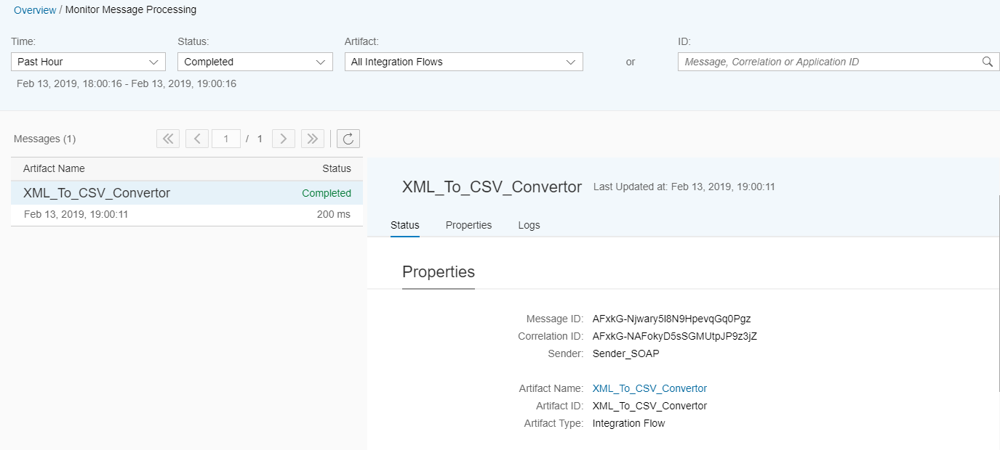 Overview / Monitor Message Processing
Time: Status: Artifact: ID:
Past Hour Completed All Integration Flows or Message, Correlation or Application ID
Feb 13, 2019, 18:00:16 - Feb 13, 2019, 19:00:16
Messages (1) 1 / 1
Artifact Name Status
XML_To_CSV_Convertor Completed
Feb 13, 2019, 19:00:11 200 ms
XML_To_CSV_Convertor Last Updated at: Feb 13, 2019, 19:00:11
Status Properties Logs
Properties
Message ID: AFxkG-Njwary5I8N9HpevqGq0Pgz
Correlation ID: AFxkG-NAFokyD5sSGMUtpJP9z3jZ
Sender: Sender_SOAP
Artifact Name: XML_To_CSV_Convertor
Artifact ID: XML_To_CSV_Convertor
Artifact Type: Integration Flow